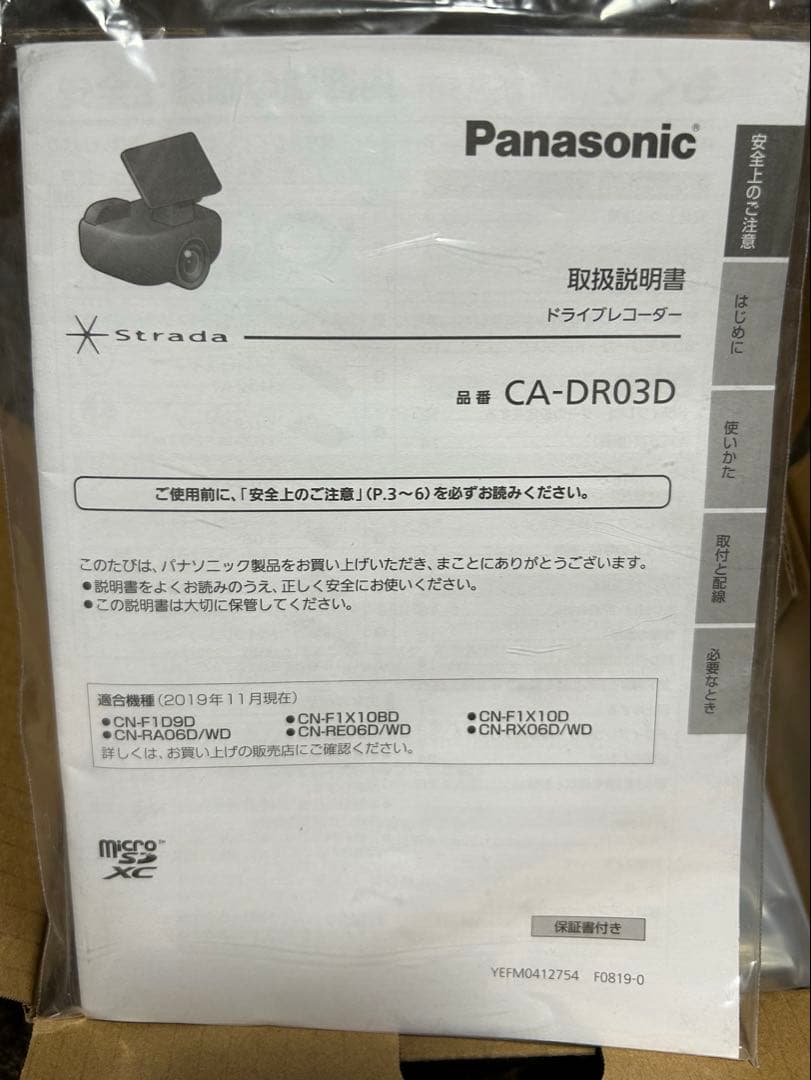 Panasonic®
取扱説明書
ドライブレコーダー
Strada
品番 CA-DR03D
ご使用前に、「安全上のご注意」(P.3～6)を必ずお読みください。
このたびは、パナソニック製品をお買い上げいただき、まことにありがとうございます。
●説明書をよくお読みのうえ、正しく安全にお使いください。
●この説明書は大切に保管してください。
適合機種(2019年11月現在)
●CN-F1D9D ●CN-F1X10BD ●CN-F1X10D
●CN-RA06D/WD ●CN-RE06D/WD ●CN-RX06D/WD
詳しくは、お買い上げの販売店にご確認ください。
micro SD XC™
保証書付き
YEFM0412754 F0819-0
安全上のご注意
はじめに
使いかた
取付と配線
必要なとき